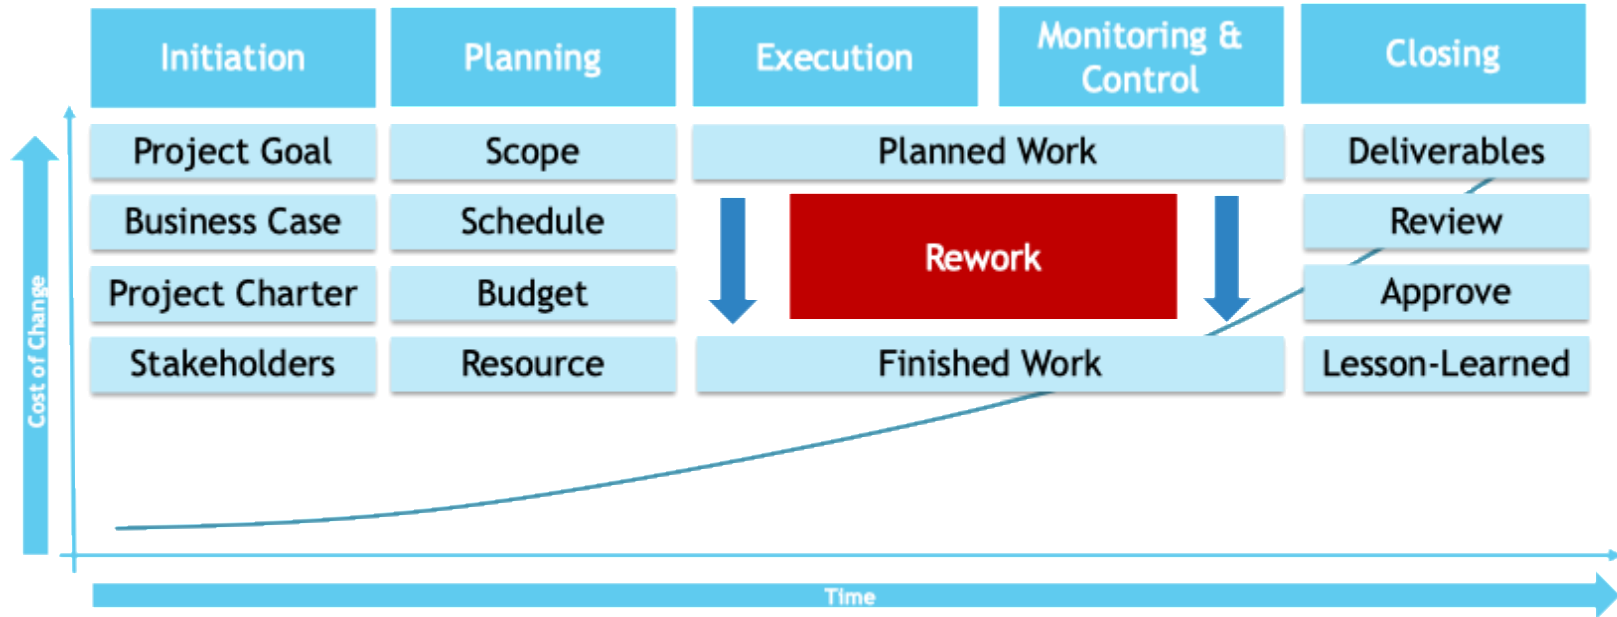 Initiation
Planning
Execution
Monitoring &
Control
Closing
Project Goal
Scope
Planned Work
Deliverables
Business Case
Schedule
Rework
Review
Project Charter
Budget
Approve
Stakeholders
Resource
Finished Work
Lesson-Learned
Cost of Change
Time